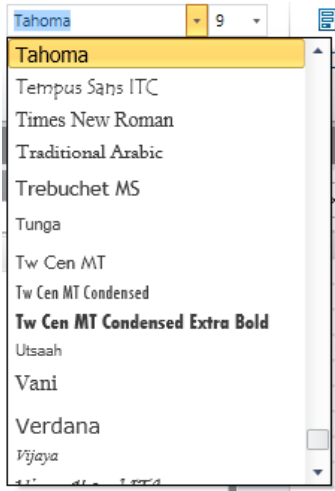 Tahoma 9
Tahoma
Tempus Sans ITC
Times New Roman
Traditional Arabic
Trebuchet MS
Tunga
Tw Cen MT
Tw Cen MT Condensed
Tw Cen MT Condensed Extra Bold
Utsaah
Vani
Verdana
Vijaya